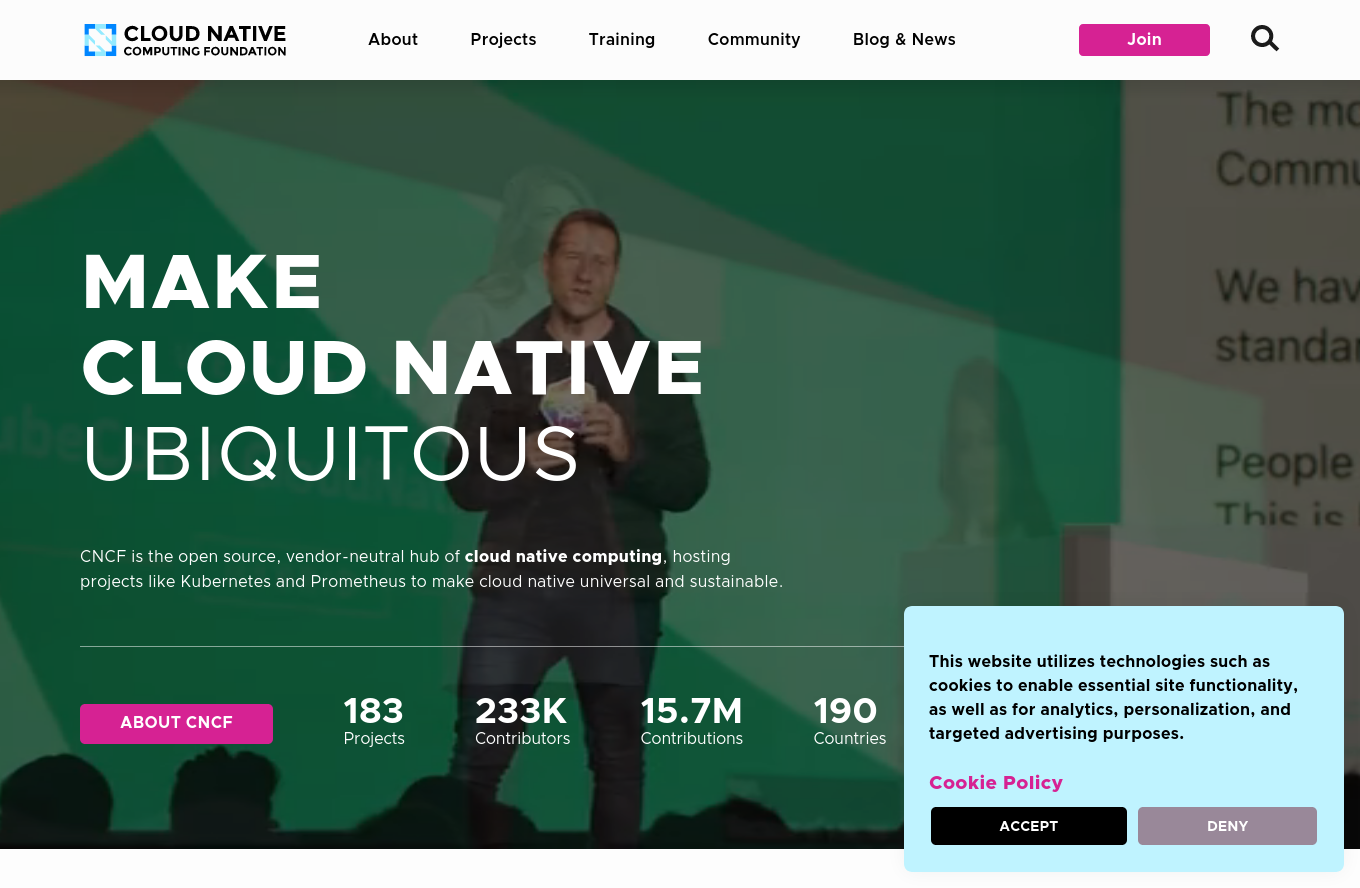 CLOUD NATIVE
COMPUTING FOUNDATION
About
Projects
Training
Community
Blog & News
Join
The mo
Commu
We hav
standar
People
This is
MAKE
CLOUD NATIVE
UBIQUITOUS
CNCF is the open source, vendor-neutral hub of cloud native computing, hosting
projects like Kubernetes and Prometheus to make cloud native universal and sustainable.
ABOUT CNCF
183
Projects
233K
Contributors
15.7M
Contributions
190
Countries
This website utilizes technologies such as
cookies to enable essential site functionality,
as well as for analytics, personalization, and
targeted advertising purposes.
Cookie Policy
ACCEPT
DENY